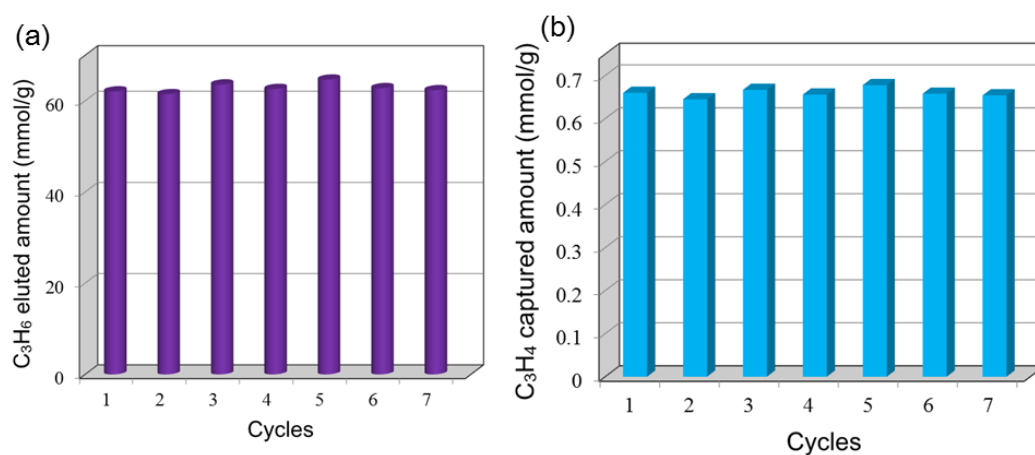 (a)
C₃H₆ eluted amount (mmol/g)
60
40
20
0
1 2 3 4 5 6 7
Cycles
(b)
C₃H₄ captured amount (mmol/g)
0.7
0.6
0.5
0.4
0.3
0.2
0.1
0
1 2 3 4 5 6 7
Cycles